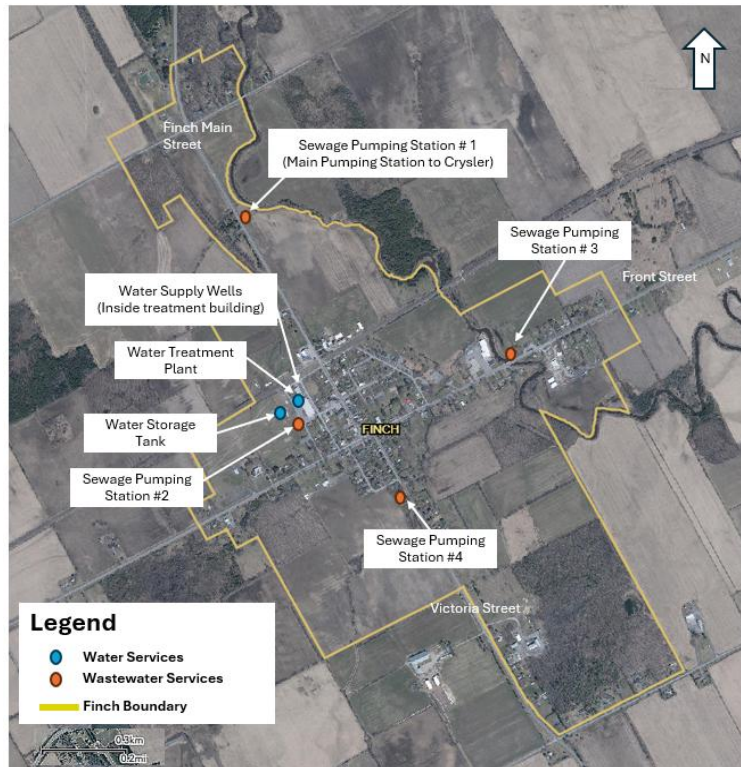 N
Finch Main
Street
Sewage Pumping Station # 1
(Main Pumping Station to Crysler)
Sewage Pumping
Station # 3
Front Street
Water Supply Wells
(Inside treatment building)
Water Treatment
Plant
Water Storage
Tank
FINCH
Sewage Pumping
Station #2
Sewage Pumping
Station #4
Victoria Street
Legend
Water Services
Wastewater Services
Finch Boundary
0.3km
0.2mi